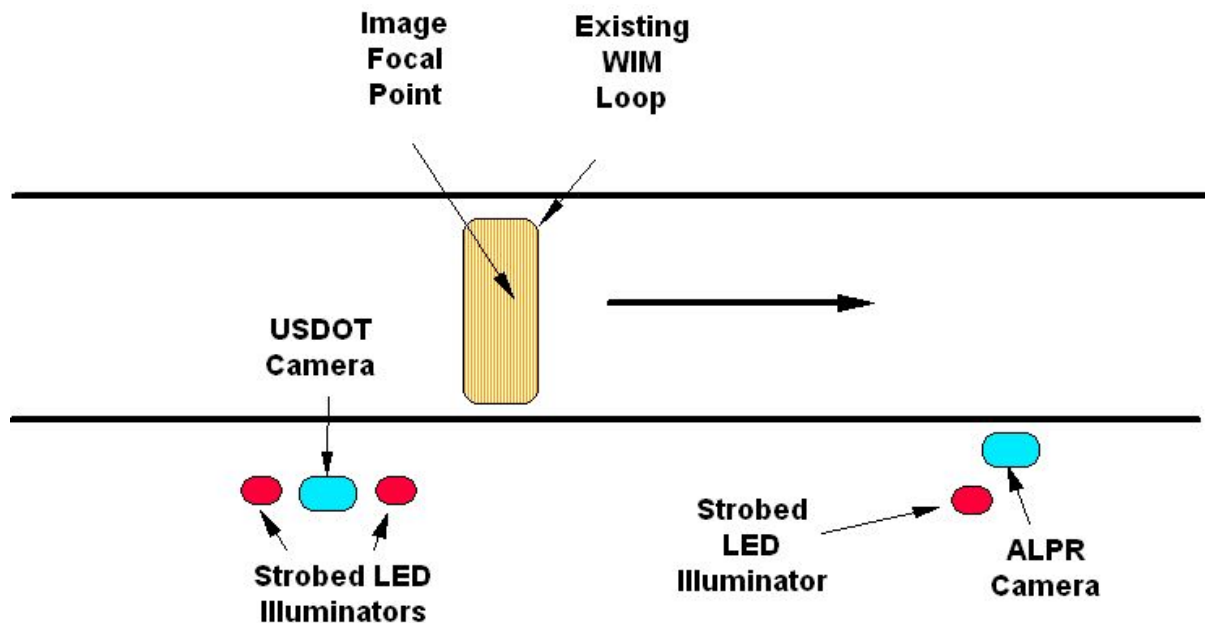 Image
Focal
Point
Existing
WIM
Loop
USDOT
Camera
Strobed LED
Illuminators
Strobed
LED
Illuminator
ALPR
Camera